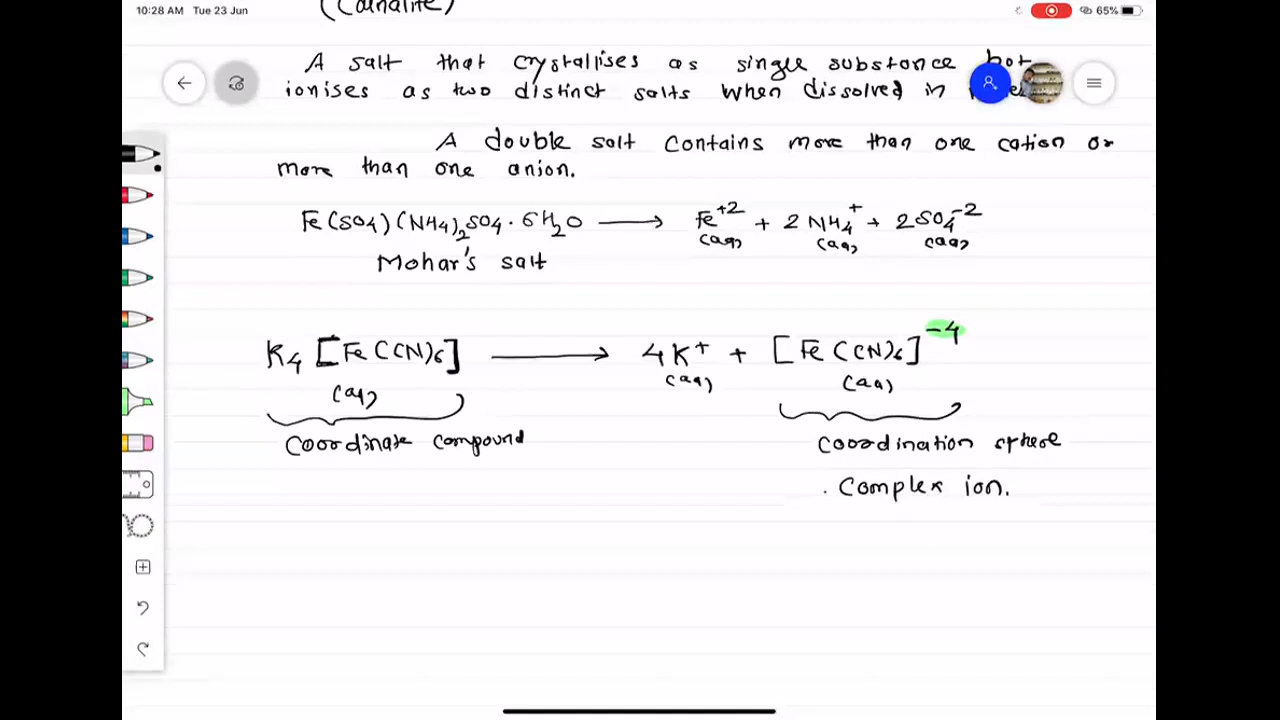 10:28 AM Tue 23 Jun
65%
A salt that crystallises as single substance but
ionises as two distinct salts when dissolved in
A double salt contains more than one cation or
more than one anion.
Fe(SO4)(NH4)2SO4·6H2O ⟶ Fe+2 (aq) + 2NH4+ (aq) + 2SO4-2 (aq)
Mohar's salt
K4[Fe(CN)6] (aq) ⟶ 4K+ (aq) + [Fe(CN)6]-4 (aq)
Coordinate compound
Coordination sphere
Complex ion.